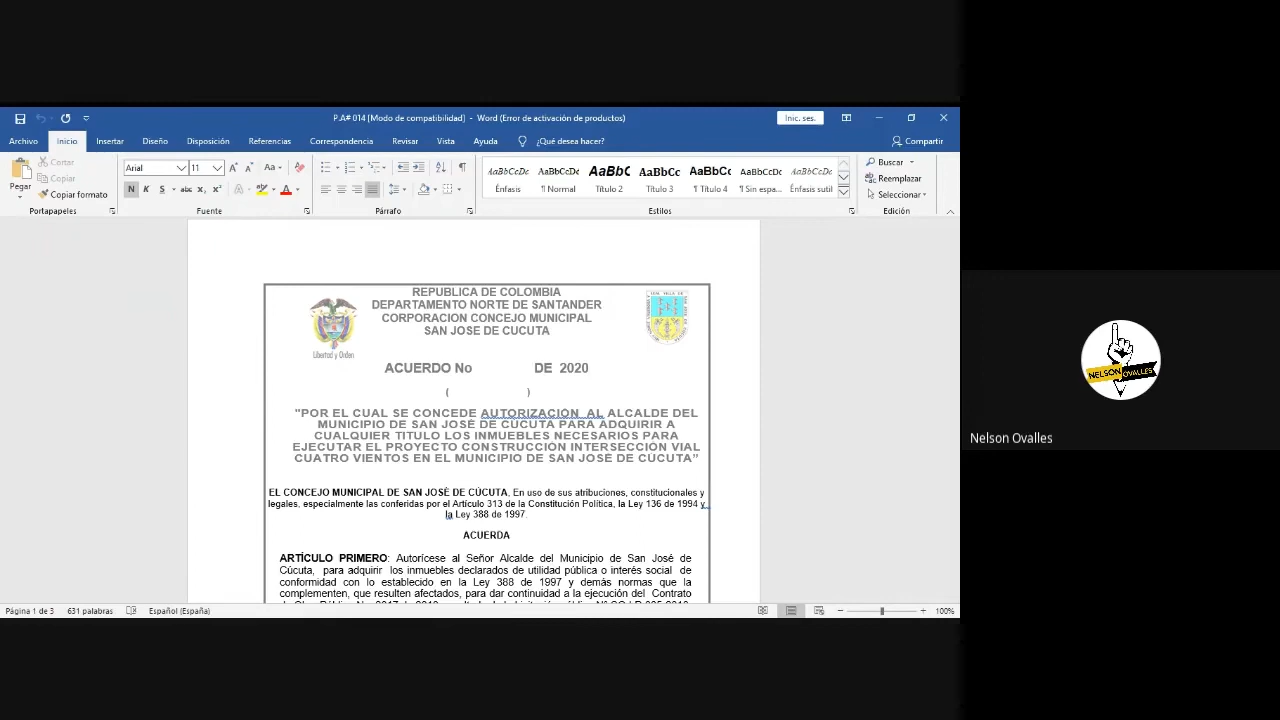 P.A# 014 [Modo de compatibilidad] - Word (Error de activación de productos)
Inic. ses.
Archivo Inicio Insertar Diseño Disposición Referencias Correspondencia Revisar Vista Ayuda ¿Qué desea hacer? Compartir
Pegar
Cortar
Copiar
Copiar formato
Portapapeles
Arial 11
Aa
N K S abc x₂ x²
A A
Fuente
Párrafo
AaBbCcDc AaBbCcDc AaBbC AaBbCc AaBbCc AaBbCcDc AaBbCcDc
Énfasis ¶ Normal Título 2 Título 3 ¶ Título 4 ¶ Sin espa... Énfasis sutil
Estilos
Buscar
Reemplazar
Seleccionar
Edición
REPUBLICA DE COLOMBIA
DEPARTAMENTO NORTE DE SANTANDER
CORPORACION CONCEJO MUNICIPAL
SAN JOSE DE CUCUTA
Libertad y Orden
ACUERDO No DE 2020
( )
"POR EL CUAL SE CONCEDE AUTORIZACION AL ALCALDE DEL
MUNICIPIO DE SAN JOSÉ DE CÚCUTA PARA ADQUIRIR A
CUALQUIER TITULO LOS INMUEBLES NECESARIOS PARA
EJECUTAR EL PROYECTO CONSTRUCCIÓN INTERSECCIÓN VIAL
CUATRO VIENTOS EN EL MUNICIPIO DE SAN JOSÉ DE CÚCUTA"
EL CONCEJO MUNICIPAL DE SAN JOSÉ DE CÚCUTA, En uso de sus atribuciones, constitucionales y
legales, especialmente las conferidas por el Artículo 313 de la Constitución Política, la Ley 136 de 1994 y
la Ley 388 de 1997.
ACUERDA
ARTÍCULO PRIMERO: Autorícese al Señor Alcalde del Municipio de San José de
Cúcuta, para adquirir los inmuebles declarados de utilidad pública o interés social de
conformidad con lo establecido en la Ley 388 de 1997 y demás normas que la
complementen, que resulten afectados, para dar continuidad a la ejecución del Contrato
Página 1 de 3 631 palabras Español (España) 100%
NELSON
OVALLES
Nelson Ovalles